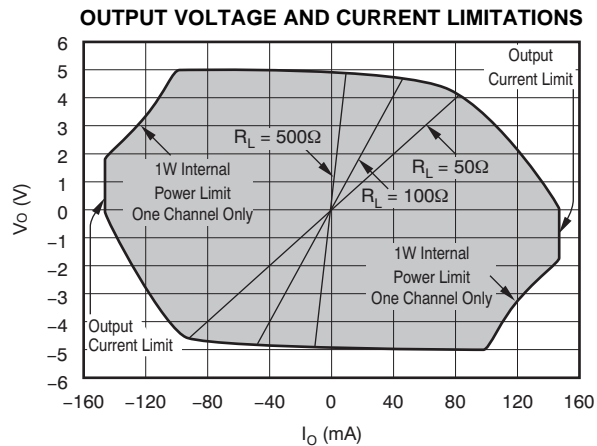 OUTPUT VOLTAGE AND CURRENT LIMITATIONS
6
5
4
3
2
1
0
−1
−2
−3
−4
−5
−6
VO (V)
Output
Current Limit
RL = 500Ω
RL = 50Ω
RL = 100Ω
1W Internal
Power Limit
One Channel Only
1W Internal
Power Limit
One Channel Only
Output
Current Limit
−160 −120 −80 −40 0 40 80 120 160
IO (mA)